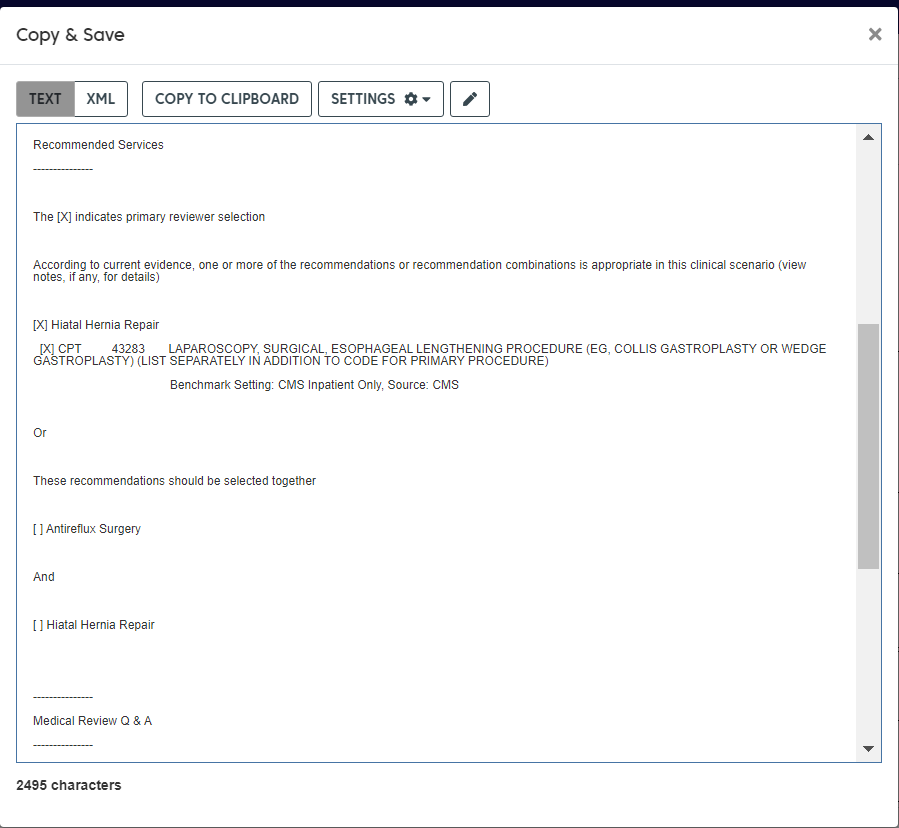 Copy & Save
TEXT XML COPY TO CLIPBOARD SETTINGS
Recommended Services
---------------
The [X] indicates primary reviewer selection
According to current evidence, one or more of the recommendations or recommendation combinations is appropriate in this clinical scenario (view
notes, if any, for details)
[X] Hiatal Hernia Repair
[X] CPT 43283 LAPAROSCOPY, SURGICAL, ESOPHAGEAL LENGTHENING PROCEDURE (EG, COLLIS GASTROPLASTY OR WEDGE
GASTROPLASTY) (LIST SEPARATELY IN ADDITION TO CODE FOR PRIMARY PROCEDURE)
Benchmark Setting: CMS Inpatient Only, Source: CMS
Or
These recommendations should be selected together
[ ] Antireflux Surgery
And
[ ] Hiatal Hernia Repair
---------------
Medical Review Q & A
---------------
2495 characters